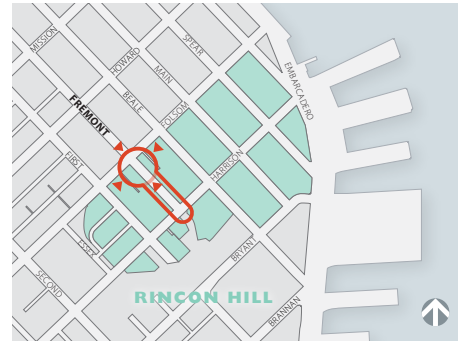 MISSION
HOWARD
SPEAR
MAIN
EMBARCADERO
BEALE
FREMONT
FOLSOM
FIRST
HARRISON
ESSEX
BRYANT
SECOND
RINCON HILL
BRANNAN